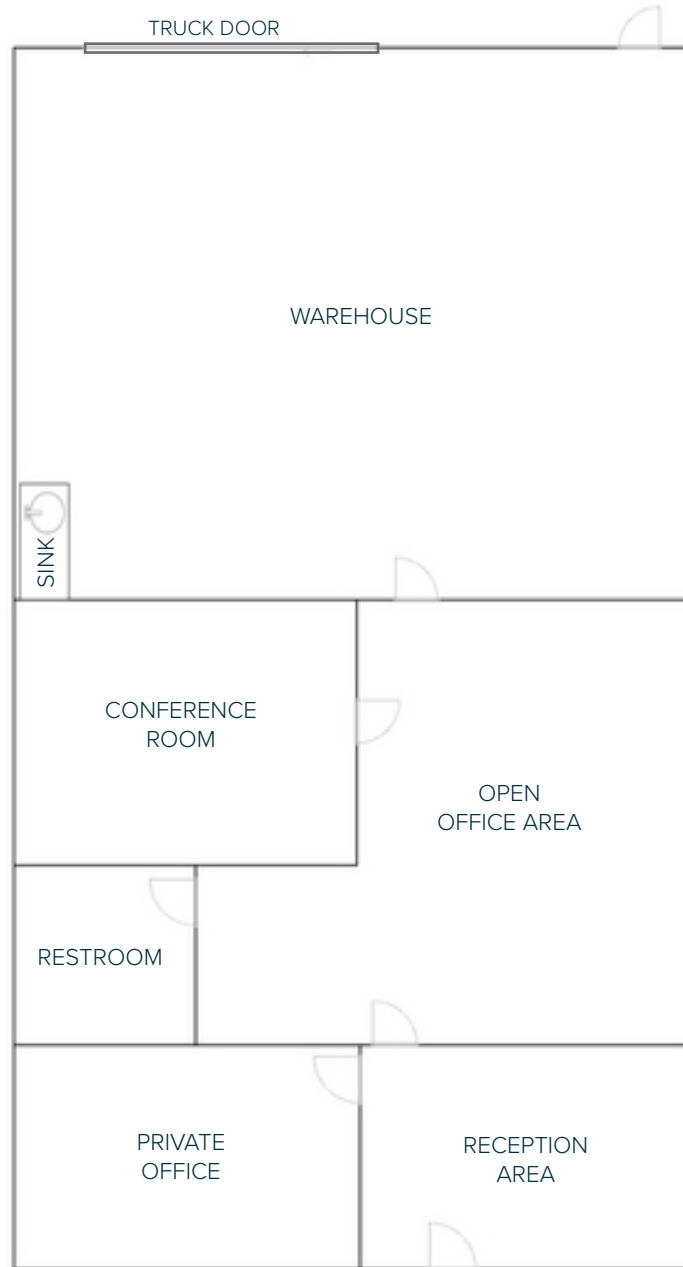 TRUCK DOOR
WAREHOUSE
SINK
CONFERENCE
ROOM
OPEN
OFFICE AREA
RESTROOM
PRIVATE
OFFICE
RECEPTION
AREA